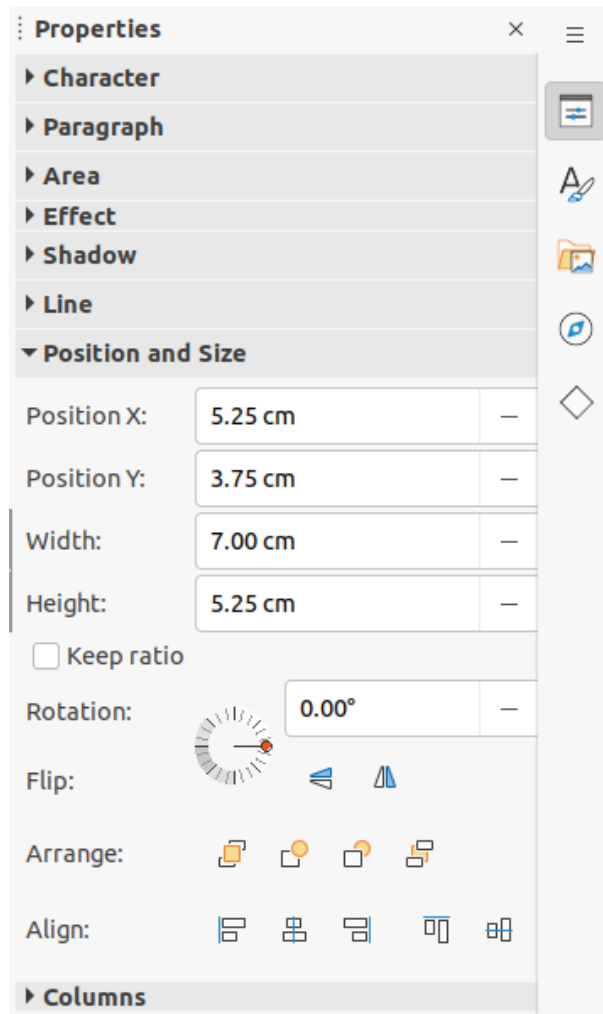 Properties
Character
Paragraph
Area
Effect
Shadow
Line
Position and Size
Position X: 5.25 cm
Position Y: 3.75 cm
Width: 7.00 cm
Height: 5.25 cm
Keep ratio
Rotation: 0.00°
Flip:
Arrange:
Align:
Columns